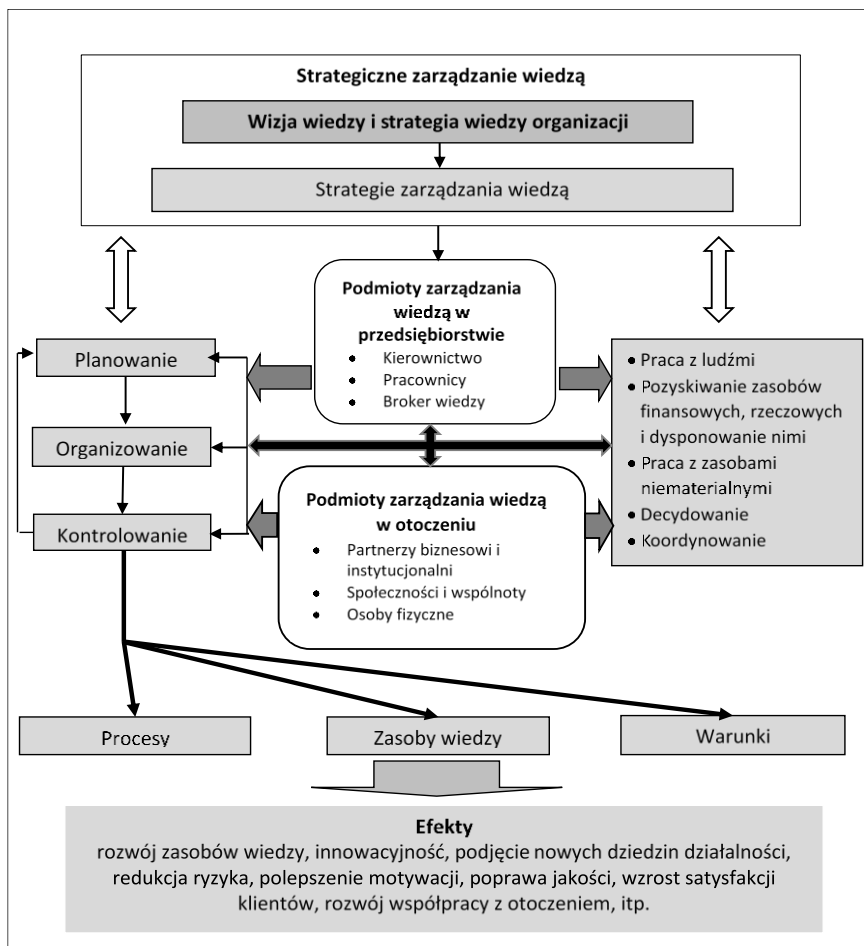 Strategiczne zarządzanie wiedzą
Wizja wiedzy i strategia wiedzy organizacji
Strategie zarządzania wiedzą
Podmioty zarządzania
wiedzą w
przedsiębiorstwie
• Kierownictwo
• Pracownicy
• Broker wiedzy
Planowanie
Organizowanie
Kontrolowanie
• Praca z ludźmi
• Pozyskiwanie zasobów
finansowych, rzeczowych
i dysponowanie nimi
• Praca z zasobami
niematerialnymi
• Decydowanie
• Koordynowanie
Podmioty zarządzania wiedzą
w otoczeniu
• Partnerzy biznesowi i
instytucjonalni
• Społeczności i wspólnoty
• Osoby fizyczne
Procesy
Zasoby wiedzy
Warunki
Efekty
rozwój zasobów wiedzy, innowacyjność, podjęcie nowych dziedzin działalności,
redukcja ryzyka, polepszenie motywacji, poprawa jakości, wzrost satysfakcji
klientów, rozwój współpracy z otoczeniem, itp.